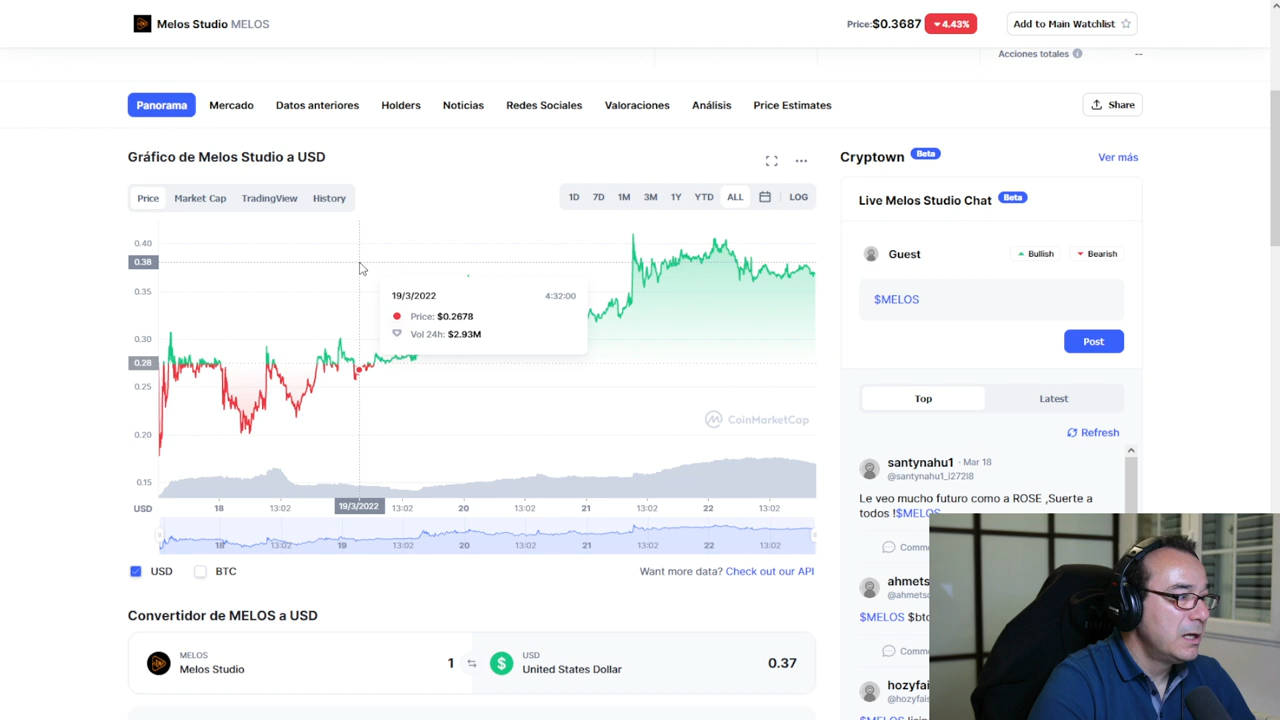 Melos Studio MELOS
Price:$0.3687 4.43%
Add to Main Watchlist
Acciones totales --
Panorama Mercado Datos anteriores Holders Noticias Redes Sociales Valoraciones Análisis Price Estimates
Share
Gráfico de Melos Studio a USD
Price Market Cap TradingView History
1D 7D 1M 3M 1Y YTD ALL LOG
0.40
0.38
0.35
0.30
0.28
0.25
0.20
0.15
19/3/2022 4:32:00
Price: $0.2678
Vol 24h: $2.93M
CoinMarketCap
USD 18 13:02 19/3/2022 13:02 20 13:02 21 13:02 22 13:02
18 13:02 19 13:02 20 13:02 21 13:02 22 13:02
USD BTC
Want more data? Check out our API
Convertidor de MELOS a USD
MELOS
Melos Studio
1
USD
United States Dollar
0.37
Cryptown Beta
Ver más
Live Melos Studio Chat Beta
Guest
Bullish Bearish
$MELOS
Post
Top Latest
Refresh
santynahu1 · Mar 18
@santynahu1_l272l8
Le veo mucho futuro como a ROSE ,Suerte a
todos !$MELOS